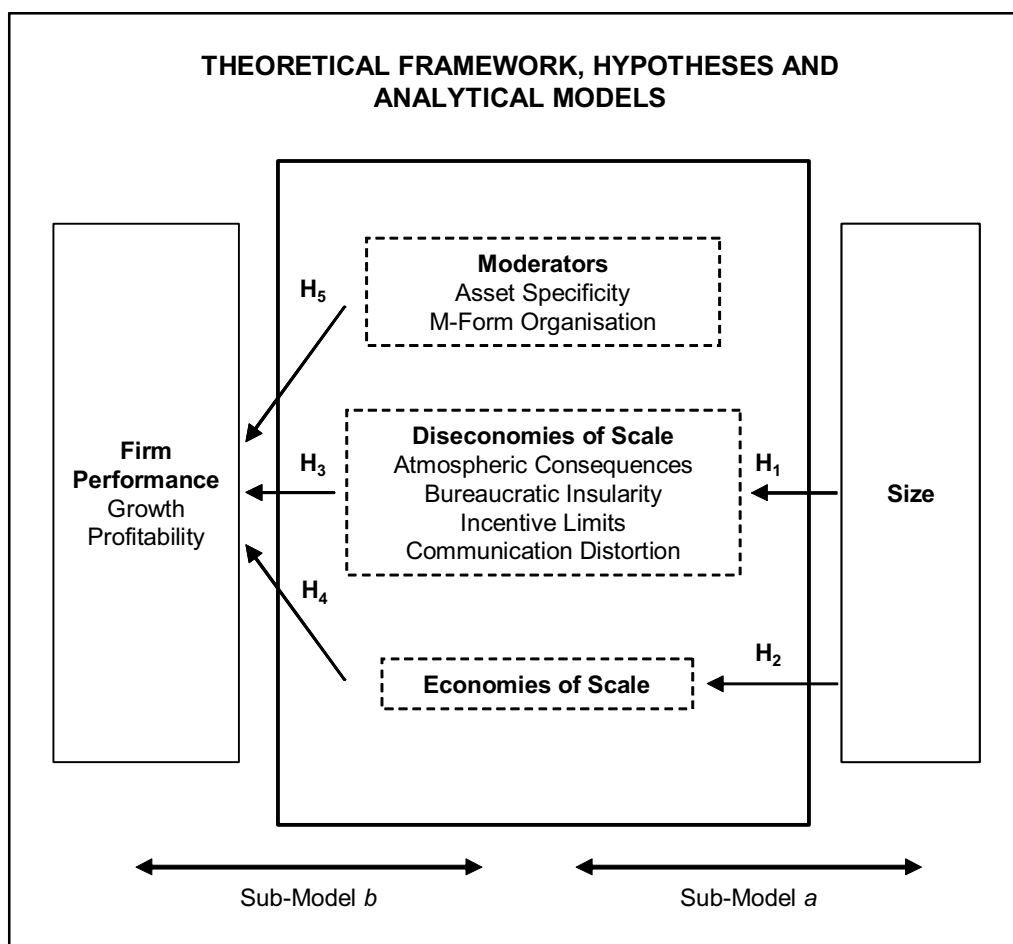 THEORETICAL FRAMEWORK, HYPOTHESES AND
ANALYTICAL MODELS
Moderators
Asset Specificity
M-Form Organisation
H5
Firm
Performance
Growth
Profitability
H3
Diseconomies of Scale
Atmospheric Consequences
Bureaucratic Insularity
Incentive Limits
Communication Distortion
H1
Size
H4
Economies of Scale
H2
Sub-Model b
Sub-Model a